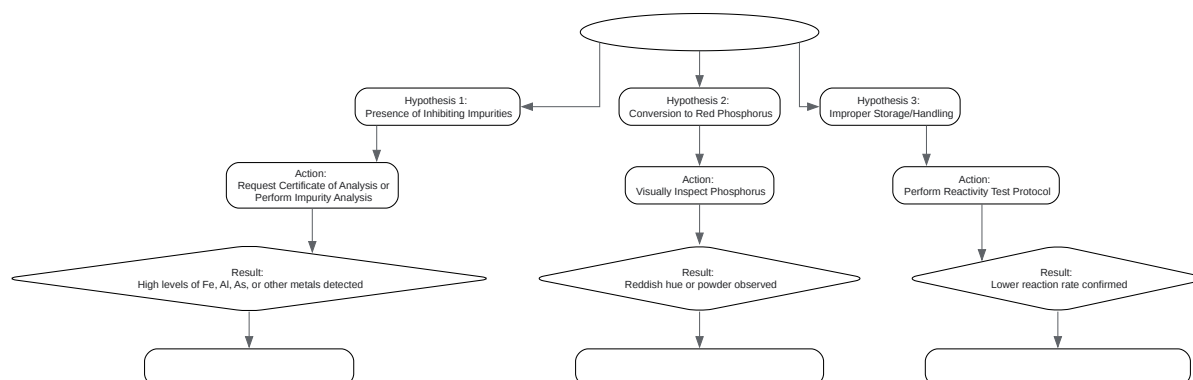 Hypothesis 1:
Presence of Inhibiting Impurities
Hypothesis 2:
Conversion to Red Phosphorus
Hypothesis 3:
Improper Storage/Handling
Action:
Request Certificate of Analysis or
Perform Impurity Analysis
Action:
Visually Inspect Phosphorus
Action:
Perform Reactivity Test Protocol
Result:
High levels of Fe, Al, As, or other metals detected
Result:
Reddish hue or powder observed
Result:
Lower reaction rate confirmed